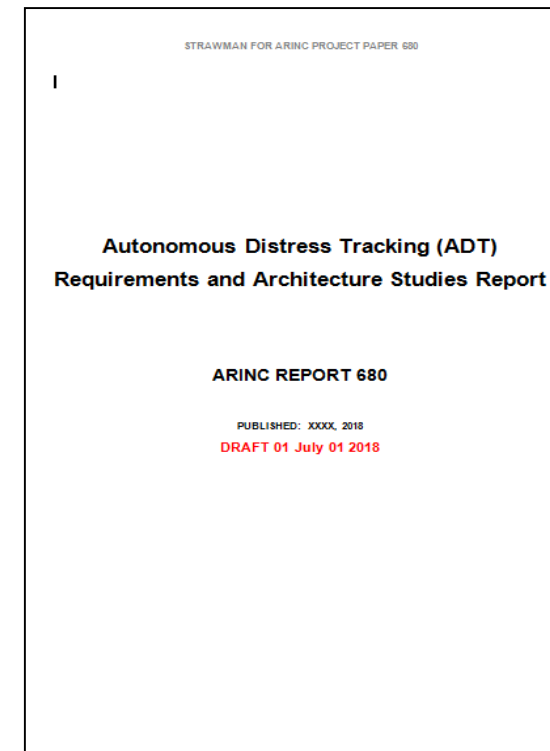 STRAWMAN FOR ARINC PROJECT PAPER 680
Autonomous Distress Tracking (ADT)
Requirements and Architecture Studies Report
ARINC REPORT 680
PUBLISHED: XXXX, 2018
DRAFT 01 July 01 2018